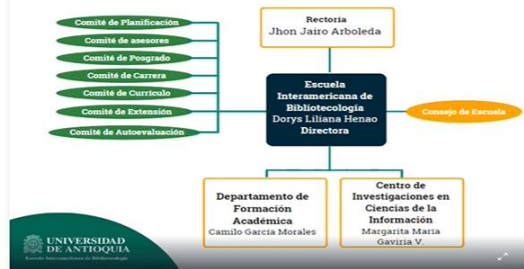 Comité de Planificación
Comité de asesores
Comité de Posgrado
Comité de Carrera
Comité de Currículo
Comité de Extensión
Comité de Autoevaluación
Rectoría
Jhon Jairo Arboleda
Escuela
Interamericana de
Bibliotecología
Dorys Liliana Henao
Directora
Consejo de Escuela
Departamento de
Formación
Académica
Camilo García Morales
Centro de
Investigaciones en
Ciencias de la
Información
Margarita María
Gaviria V.
UNIVERSIDAD
DE ANTIOQUIA
Escuela Interamericana de Bibliotecología